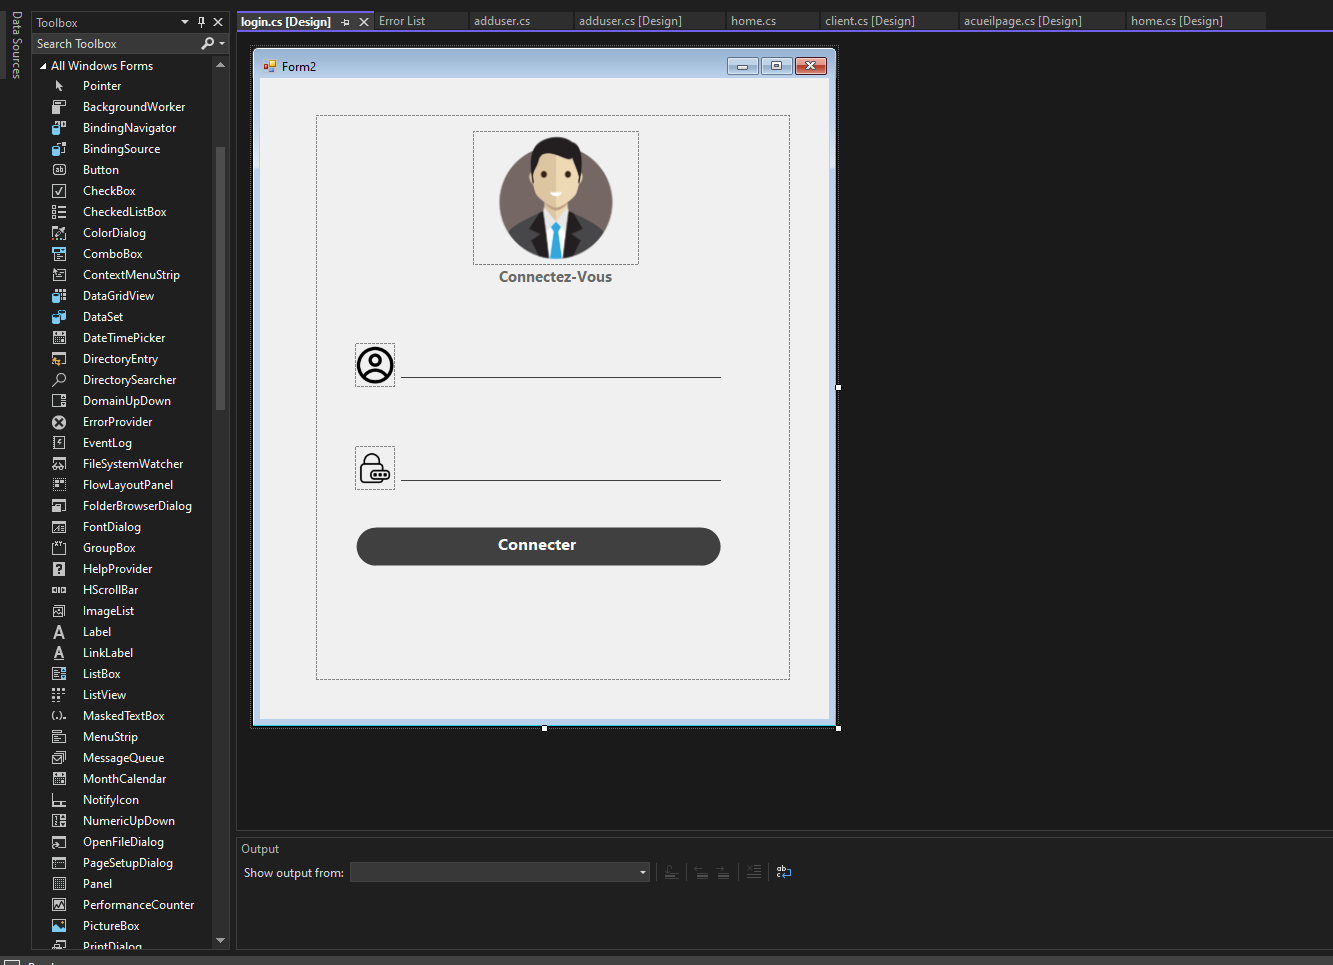 Data Sources
Toolbox
Search Toolbox
All Windows Forms
Pointer
BackgroundWorker
BindingNavigator
BindingSource
Button
CheckBox
CheckedListBox
ColorDialog
ComboBox
ContextMenuStrip
DataGridView
DataSet
DateTimePicker
DirectoryEntry
DirectorySearcher
DomainUpDown
ErrorProvider
EventLog
FileSystemWatcher
FlowLayoutPanel
FolderBrowserDialog
FontDialog
GroupBox
HelpProvider
HScrollBar
ImageList
Label
LinkLabel
ListBox
ListView
MaskedTextBox
MenuStrip
MessageQueue
MonthCalendar
NotifyIcon
NumericUpDown
OpenFileDialog
PageSetupDialog
Panel
PerformanceCounter
PictureBox
PrintDialog
login.cs [Design]
Error List
adduser.cs
adduser.cs [Design]
home.cs
client.cs [Design]
acueilpage.cs [Design]
home.cs [Design]
Form2
Connectez-Vous
Connecter
Output
Show output from: